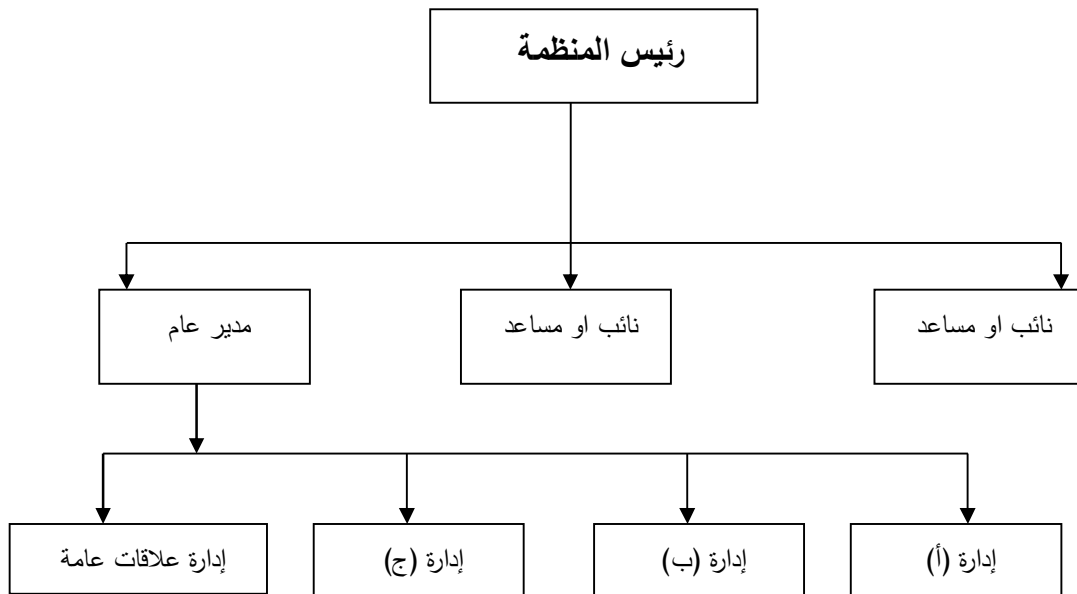 رئيس المنظمة
نائب او مساعد
نائب او مساعد
مدير عام
إدارة (أ)
إدارة (ب)
إدارة (ج)
إدارة علاقات عامة